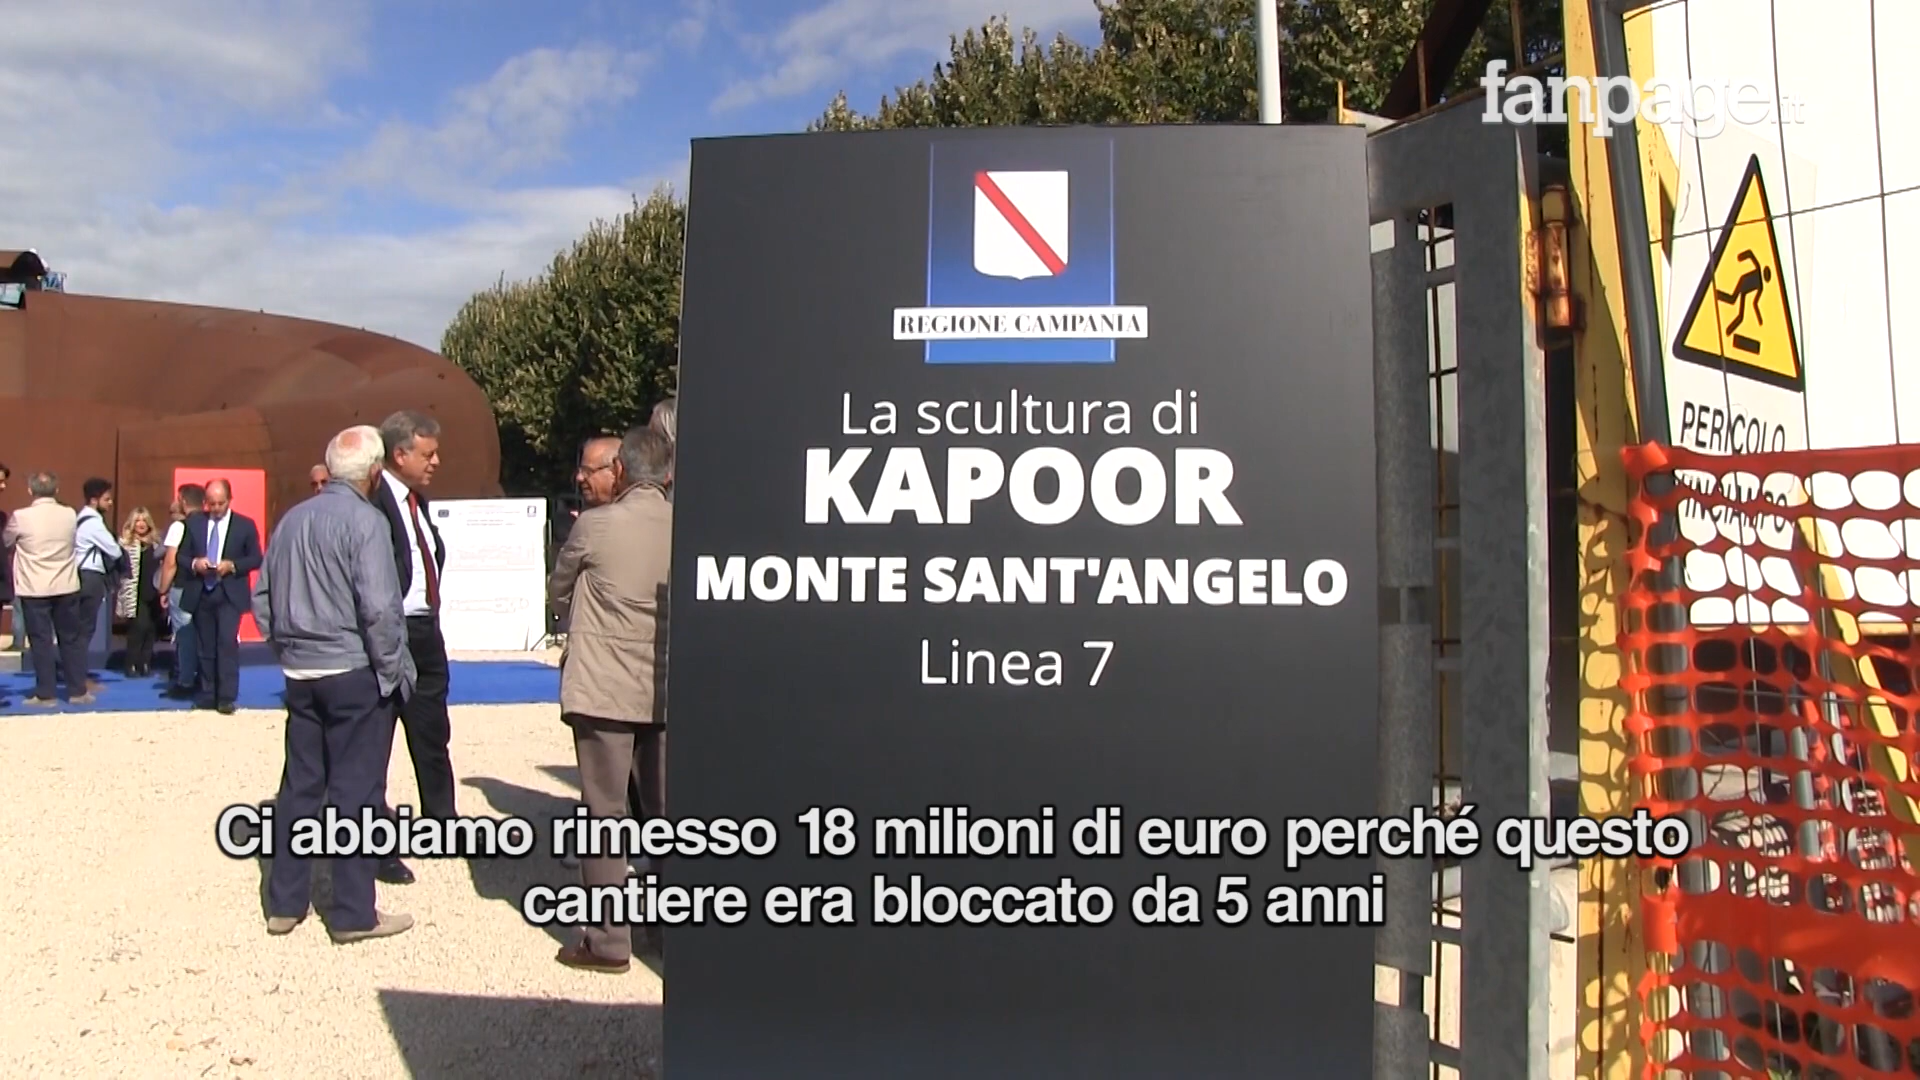 fanpage.it
REGIONE CAMPANIA
La scultura di
KAPOOR
MONTE SANT'ANGELO
Linea 7
PERICOLO
INCIAMPO
Ci abbiamo rimesso 18 milioni di euro perché questo
cantiere era bloccato da 5 anni